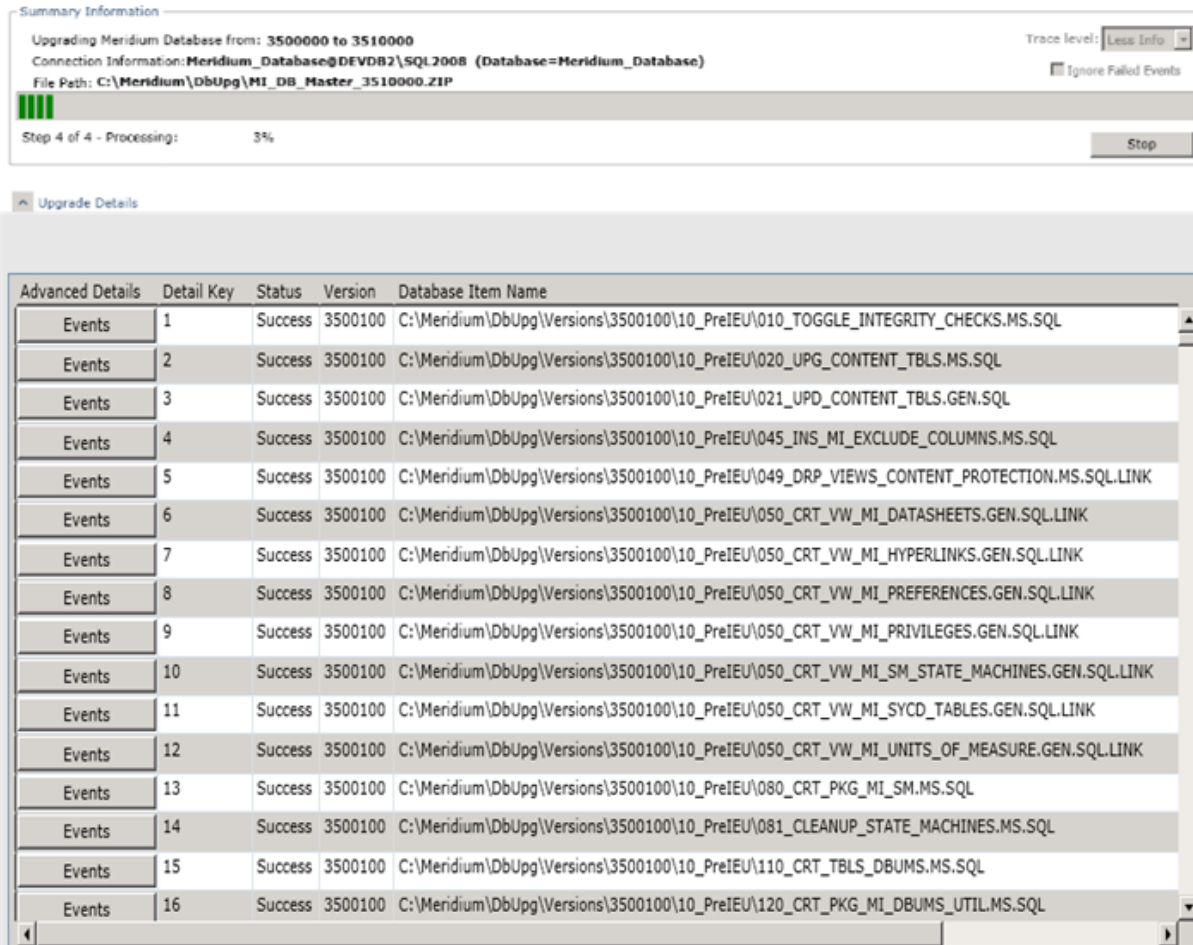 Summary Information
Upgrading Meridium Database from: 3500000 to 3510000
Trace level: Less Info
Connection Information:Meridium_Database@DEVDB2\SQL2008 (Database=Meridium_Database)
Ignore Failed Events
File Path: C:\Meridium\DbUpg\MI_DB_Master_3510000.ZIP
Step 4 of 4 - Processing: 3%
Stop
Upgrade Details
Advanced Details Detail Key Status Version Database Item Name
Events 1 Success 3500100 C:\Meridium\DbUpg\Versions\3500100\10_PreIEU\010_TOGGLE_INTEGRITY_CHECKS.MS.SQL
Events 2 Success 3500100 C:\Meridium\DbUpg\Versions\3500100\10_PreIEU\020_UPG_CONTENT_TBLS.MS.SQL
Events 3 Success 3500100 C:\Meridium\DbUpg\Versions\3500100\10_PreIEU\021_UPD_CONTENT_TBLS.GEN.SQL
Events 4 Success 3500100 C:\Meridium\DbUpg\Versions\3500100\10_PreIEU\045_INS_MI_EXCLUDE_COLUMNS.MS.SQL
Events 5 Success 3500100 C:\Meridium\DbUpg\Versions\3500100\10_PreIEU\049_DRP_VIEWS_CONTENT_PROTECTION.MS.SQL.LINK
Events 6 Success 3500100 C:\Meridium\DbUpg\Versions\3500100\10_PreIEU\050_CRT_VW_MI_DATASHEETS.GEN.SQL.LINK
Events 7 Success 3500100 C:\Meridium\DbUpg\Versions\3500100\10_PreIEU\050_CRT_VW_MI_HYPERLINKS.GEN.SQL.LINK
Events 8 Success 3500100 C:\Meridium\DbUpg\Versions\3500100\10_PreIEU\050_CRT_VW_MI_PREFERENCES.GEN.SQL.LINK
Events 9 Success 3500100 C:\Meridium\DbUpg\Versions\3500100\10_PreIEU\050_CRT_VW_MI_PRIVILEGES.GEN.SQL.LINK
Events 10 Success 3500100 C:\Meridium\DbUpg\Versions\3500100\10_PreIEU\050_CRT_VW_MI_SM_STATE_MACHINES.GEN.SQL.LINK
Events 11 Success 3500100 C:\Meridium\DbUpg\Versions\3500100\10_PreIEU\050_CRT_VW_MI_SYCD_TABLES.GEN.SQL.LINK
Events 12 Success 3500100 C:\Meridium\DbUpg\Versions\3500100\10_PreIEU\050_CRT_VW_MI_UNITS_OF_MEASURE.GEN.SQL.LINK
Events 13 Success 3500100 C:\Meridium\DbUpg\Versions\3500100\10_PreIEU\080_CRT_PKG_MI_SM.MS.SQL
Events 14 Success 3500100 C:\Meridium\DbUpg\Versions\3500100\10_PreIEU\081_CLEANUP_STATE_MACHINES.MS.SQL
Events 15 Success 3500100 C:\Meridium\DbUpg\Versions\3500100\10_PreIEU\110_CRT_TBLS_DBUMS.MS.SQL
Events 16 Success 3500100 C:\Meridium\DbUpg\Versions\3500100\10_PreIEU\120_CRT_PKG_MI_DBUMS_UTIL.MS.SQL